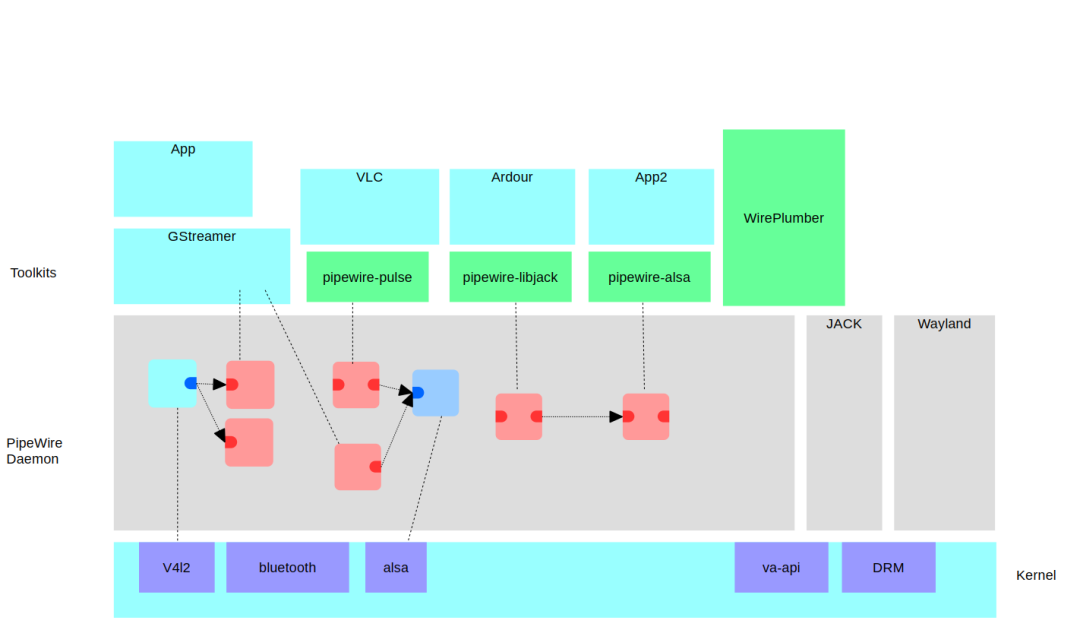 App
VLC
Ardour
App2
WirePlumber
GStreamer
Toolkits
pipewire-pulse
pipewire-libjack
pipewire-alsa
JACK
Wayland
PipeWire
Daemon
V4l2
bluetooth
alsa
va-api
DRM
Kernel